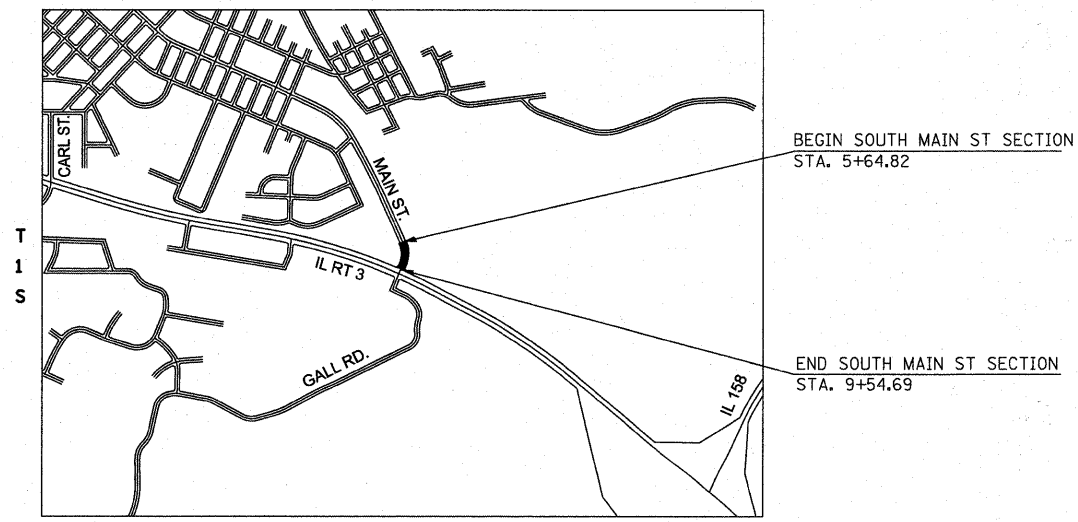 CARL ST.
MAIN ST.
BEGIN SOUTH MAIN ST SECTION
STA. 5+64.82
T
1
S
IL RT 3
GALL RD.
IL 158
END SOUTH MAIN ST SECTION
STA. 9+54.69